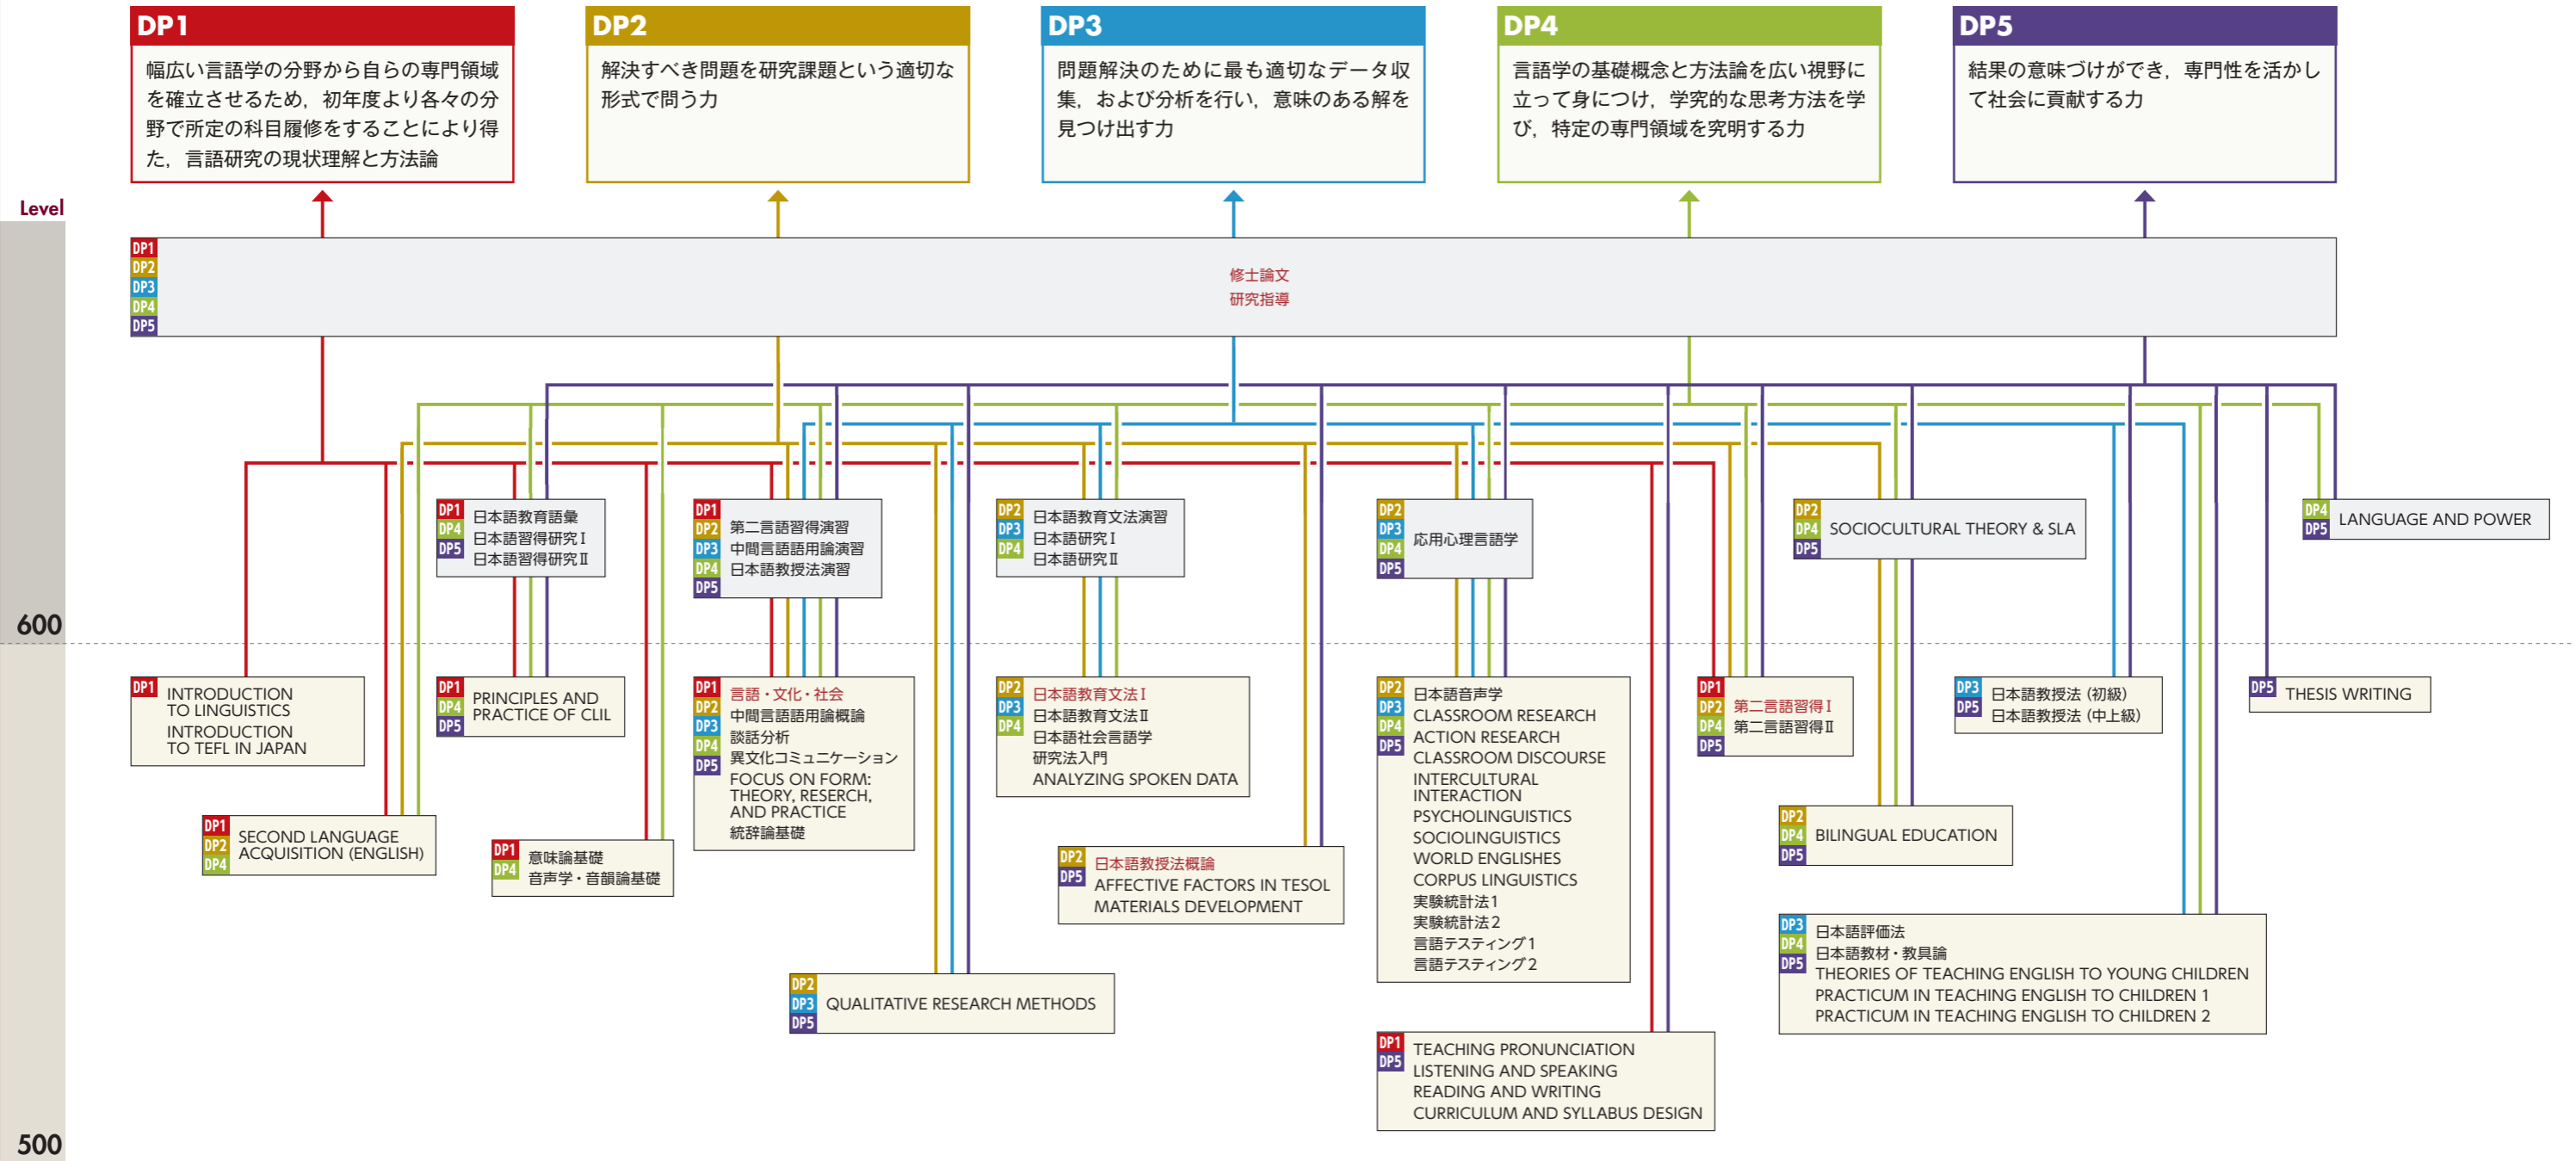 DP1
幅広い言語学の分野から自らの専門領域
を確立させるため，初年度より各々の分
野で所定の科目履修をすることにより得
た，言語研究の現状理解と方法論
DP2
解決すべき問題を研究課題という適切な
形式で問う力
DP3
問題解決のために最も適切なデータ収
集，および分析を行い，意味のある解を
見つけ出す力
DP4
言語学の基礎概念と方法論を広い視野に
立って身につけ，学究的な思考方法を学
び，特定の専門領域を究明する力
DP5
結果の意味づけができ，専門性を活かし
て社会に貢献する力
Level
DP1
DP2
DP3
DP4
DP5
修士論文
研究指導
DP1
DP4
DP5
日本語教育語彙
日本語習得研究Ⅰ
日本語習得研究Ⅱ
DP1
DP2
DP3
DP4
DP5
第二言語習得演習
中間言語語用論演習
日本語教授法演習
DP2
DP3
DP4
日本語教育文法演習
日本語研究Ⅰ
日本語研究Ⅱ
DP2
DP3
DP4
DP5
応用心理言語学
DP2
DP4
DP5
SOCIOCULTURAL THEORY & SLA
DP4
DP5
LANGUAGE AND POWER
600
DP1
INTRODUCTION
TO LINGUISTICS
INTRODUCTION
TO TEFL IN JAPAN
DP1
DP4
DP5
PRINCIPLES AND
PRACTICE OF CLIL
DP1
DP2
DP3
DP4
DP5
言語・文化・社会
中間言語語用論概論
談話分析
異文化コミュニケーション
FOCUS ON FORM:
THEORY, RESERCH,
AND PRACTICE
統辞論基礎
DP2
DP3
DP4
日本語教育文法Ⅰ
日本語教育文法Ⅱ
日本語社会言語学
研究法入門
ANALYZING SPOKEN DATA
DP2
DP3
DP4
DP5
日本語音声学
CLASSROOM RESEARCH
ACTION RESEARCH
CLASSROOM DISCOURSE
INTERCULTURAL
INTERACTION
PSYCHOLINGUISTICS
SOCIOLINGUISTICS
WORLD ENGLISHES
CORPUS LINGUISTICS
実験統計法1
実験統計法2
言語テスティング1
言語テスティング2
DP1
DP2
DP4
DP5
第二言語習得Ⅰ
第二言語習得Ⅱ
DP3
DP5
日本語教授法（初級）
日本語教授法（中上級）
DP5
THESIS WRITING
DP1
DP2
DP4
SECOND LANGUAGE
ACQUISITION (ENGLISH)
DP1
DP4
意味論基礎
音声学・音韻論基礎
DP2
DP5
日本語教授法概論
AFFECTIVE FACTORS IN TESOL
MATERIALS DEVELOPMENT
DP2
DP4
DP5
BILINGUAL EDUCATION
DP2
DP3
DP5
QUALITATIVE RESEARCH METHODS
DP3
DP4
DP5
日本語評価法
日本語教材・教具論
THEORIES OF TEACHING ENGLISH TO YOUNG CHILDREN
PRACTICUM IN TEACHING ENGLISH TO CHILDREN 1
PRACTICUM IN TEACHING ENGLISH TO CHILDREN 2
DP1
DP5
TEACHING PRONUNCIATION
LISTENING AND SPEAKING
READING AND WRITING
CURRICULUM AND SYLLABUS DESIGN
500